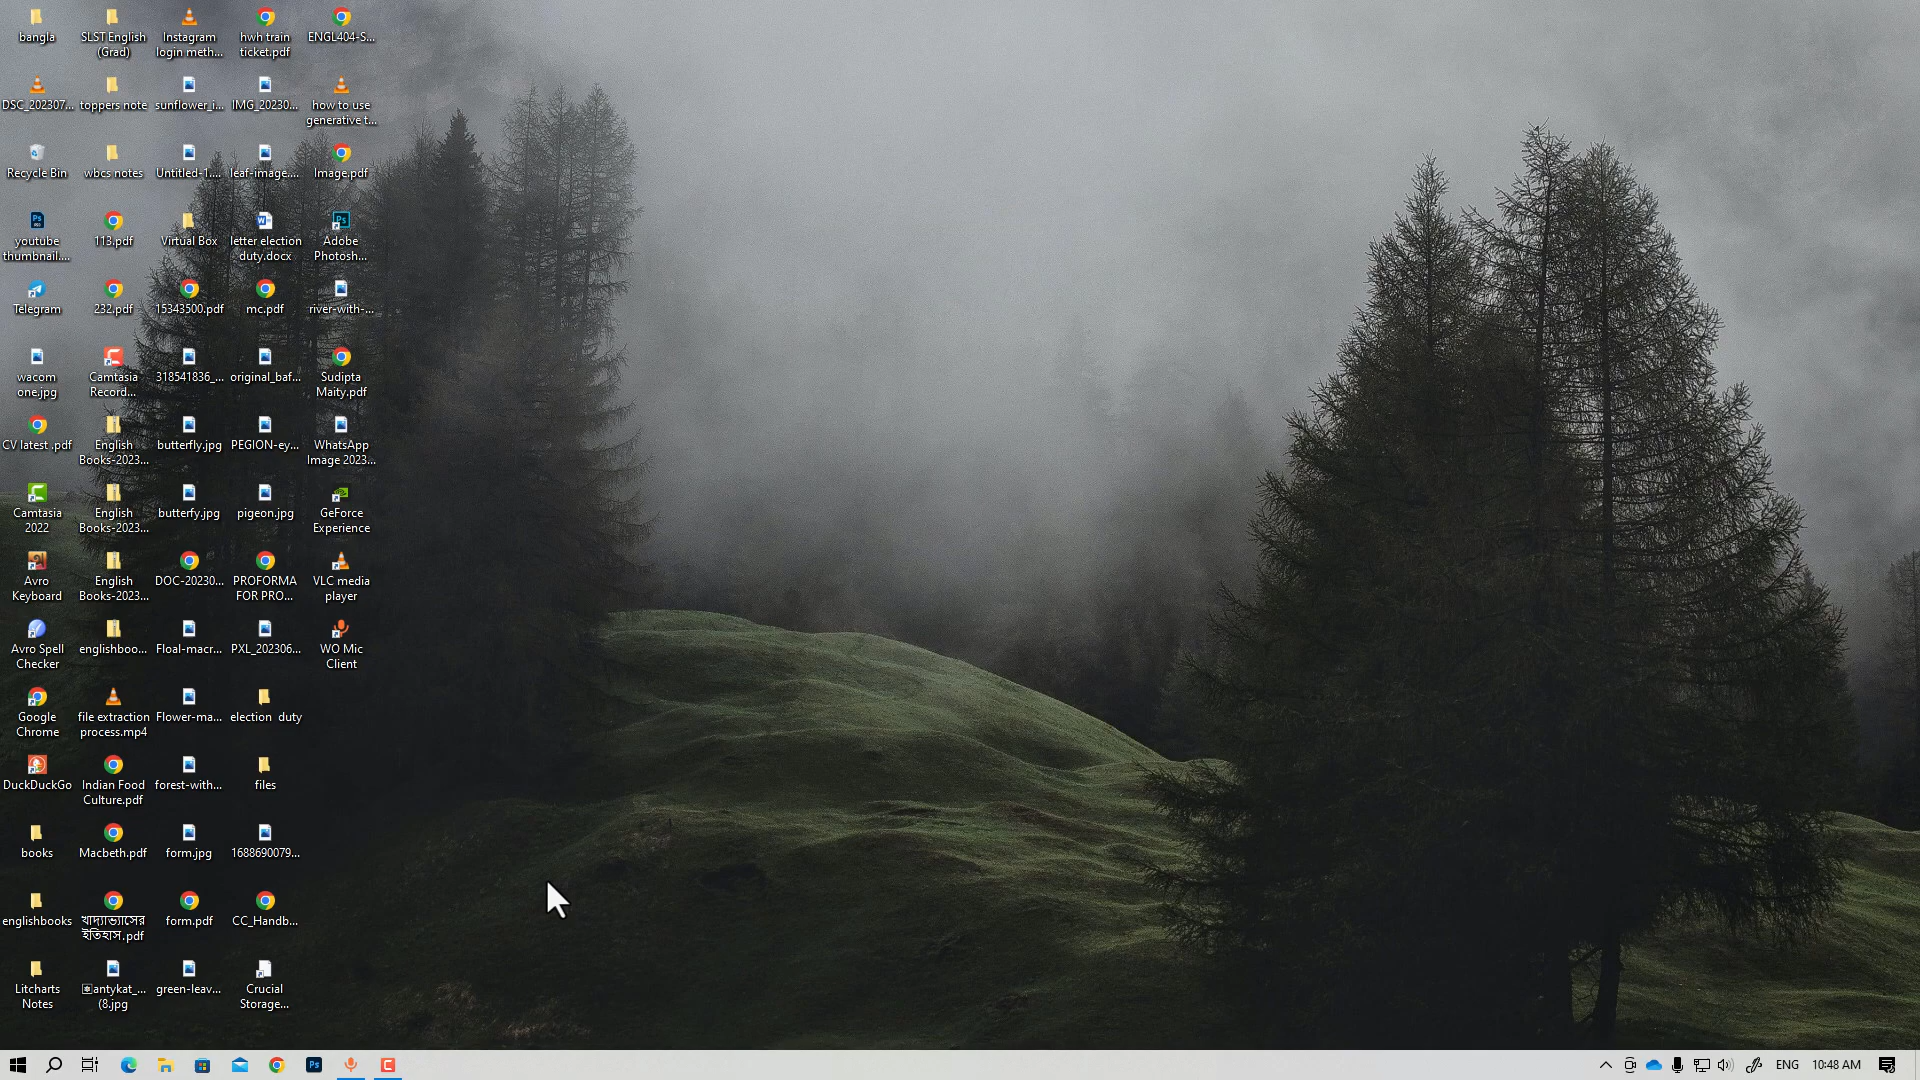 bangla
SLST English
(Grad)
Instagram
login meth...
hwh train
ticket.pdf
ENGL404-S...
DSC_202307...
toppers note
sunflower_i...
IMG_20230...
how to use
generative t...
Recycle Bin
wbcs notes
Untitled-1....
leaf-image....
Image.pdf
youtube
thumbnail....
113.pdf
Virtual Box
letter election
duty.docx
Adobe
Photosh...
Telegram
232.pdf
15343500.pdf
mc.pdf
river-with-...
wacom
one.jpg
Camtasia
Record...
318541836_...
original_baf...
Sudipta
Maity.pdf
CV latest .pdf
English
Books-2023...
butterfly.jpg
PEGION-ey...
WhatsApp
Image 2023...
Camtasia
2022
English
Books-2023...
butterfy.jpg
pigeon.jpg
GeForce
Experience
Avro
Keyboard
English
Books-2023...
DOC-20230...
PROFORMA
FOR PRO...
VLC media
player
Avro Spell
Checker
englishboo...
Floal-macr...
PXL_202306...
WO Mic
Client
Google
Chrome
file extraction
process.mp4
Flower-ma...
election duty
DuckDuckGo
Indian Food
Culture.pdf
forest-with...
files
books
Macbeth.pdf
form.jpg
1688690079...
englishbooks
খাদ্যাভ্যাসের
ইতিহাস.pdf
form.pdf
CC_Handb...
Litcharts
Notes
antykat_...
(8.jpg
green-leav...
Crucial
Storage...
ENG
10:48 AM